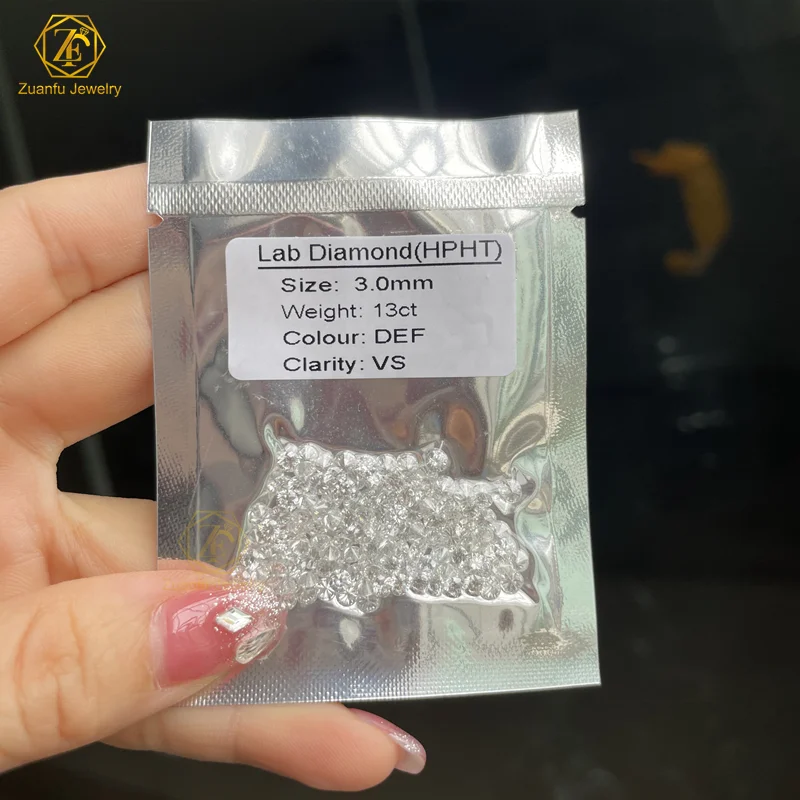 ZF
Zuanfu Jewelry
Lab Diamond(HPHT)
Size: 3.0mm
Weight: 13ct
Colour: DEF
Clarity: VS